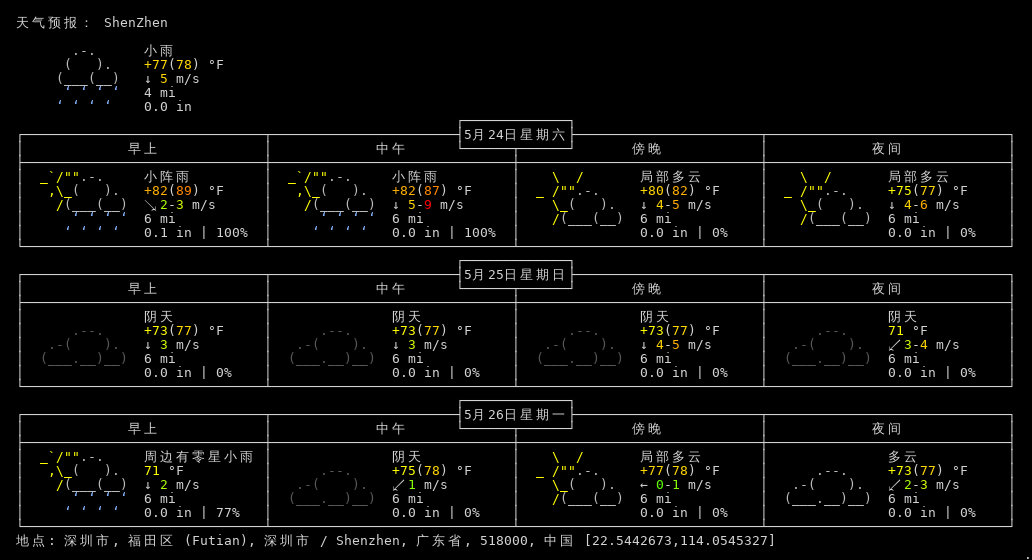 天气预报： ShenZhen
小雨
+77(78) °F
↓ 5 m/s
4 mi
0.0 in
5月24日星期六
早上 中午 傍晚 夜间
小阵雨 小阵雨 局部多云 局部多云
+82(89) °F +82(87) °F +80(82) °F +75(77) °F
↘ 2-3 m/s ↓ 5-9 m/s ↓ 4-5 m/s ↓ 4-6 m/s
6 mi 6 mi 6 mi 6 mi
0.1 in | 100% 0.0 in | 100% 0.0 in | 0% 0.0 in | 0%
5月25日星期日
早上 中午 傍晚 夜间
阴天 阴天 阴天 阴天
+73(77) °F +73(77) °F +73(77) °F 71 °F
↓ 3 m/s ↓ 3 m/s ↓ 4-5 m/s ↙ 3-4 m/s
6 mi 6 mi 6 mi 6 mi
0.0 in | 0% 0.0 in | 0% 0.0 in | 0% 0.0 in | 0%
5月26日星期一
早上 中午 傍晚 夜间
周边有零星小雨 阴天 局部多云 多云
71 °F +75(78) °F +77(78) °F +73(77) °F
↓ 2 m/s ↙ 1 m/s ← 0-1 m/s ↙ 2-3 m/s
6 mi 6 mi 6 mi 6 mi
0.0 in | 77% 0.0 in | 0% 0.0 in | 0% 0.0 in | 0%
地点: 深圳市, 福田区 (Futian), 深圳市 / Shenzhen, 广东省, 518000, 中国 [22.5442673,114.0545327]